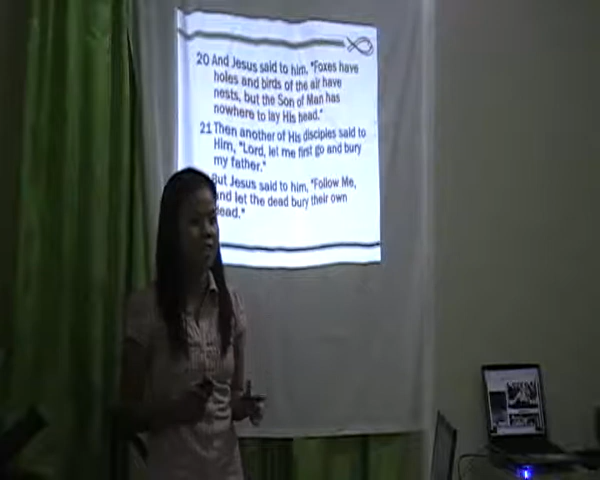 20 And Jesus said to him, "Foxes have
holes and birds of the air have
nests, but the Son of Man has
nowhere to lay His head."
21 Then another of His disciples said to
Him, "Lord, let me first go and bury
my father."
But Jesus said to him, "Follow Me,
and let the dead bury their own
dead."